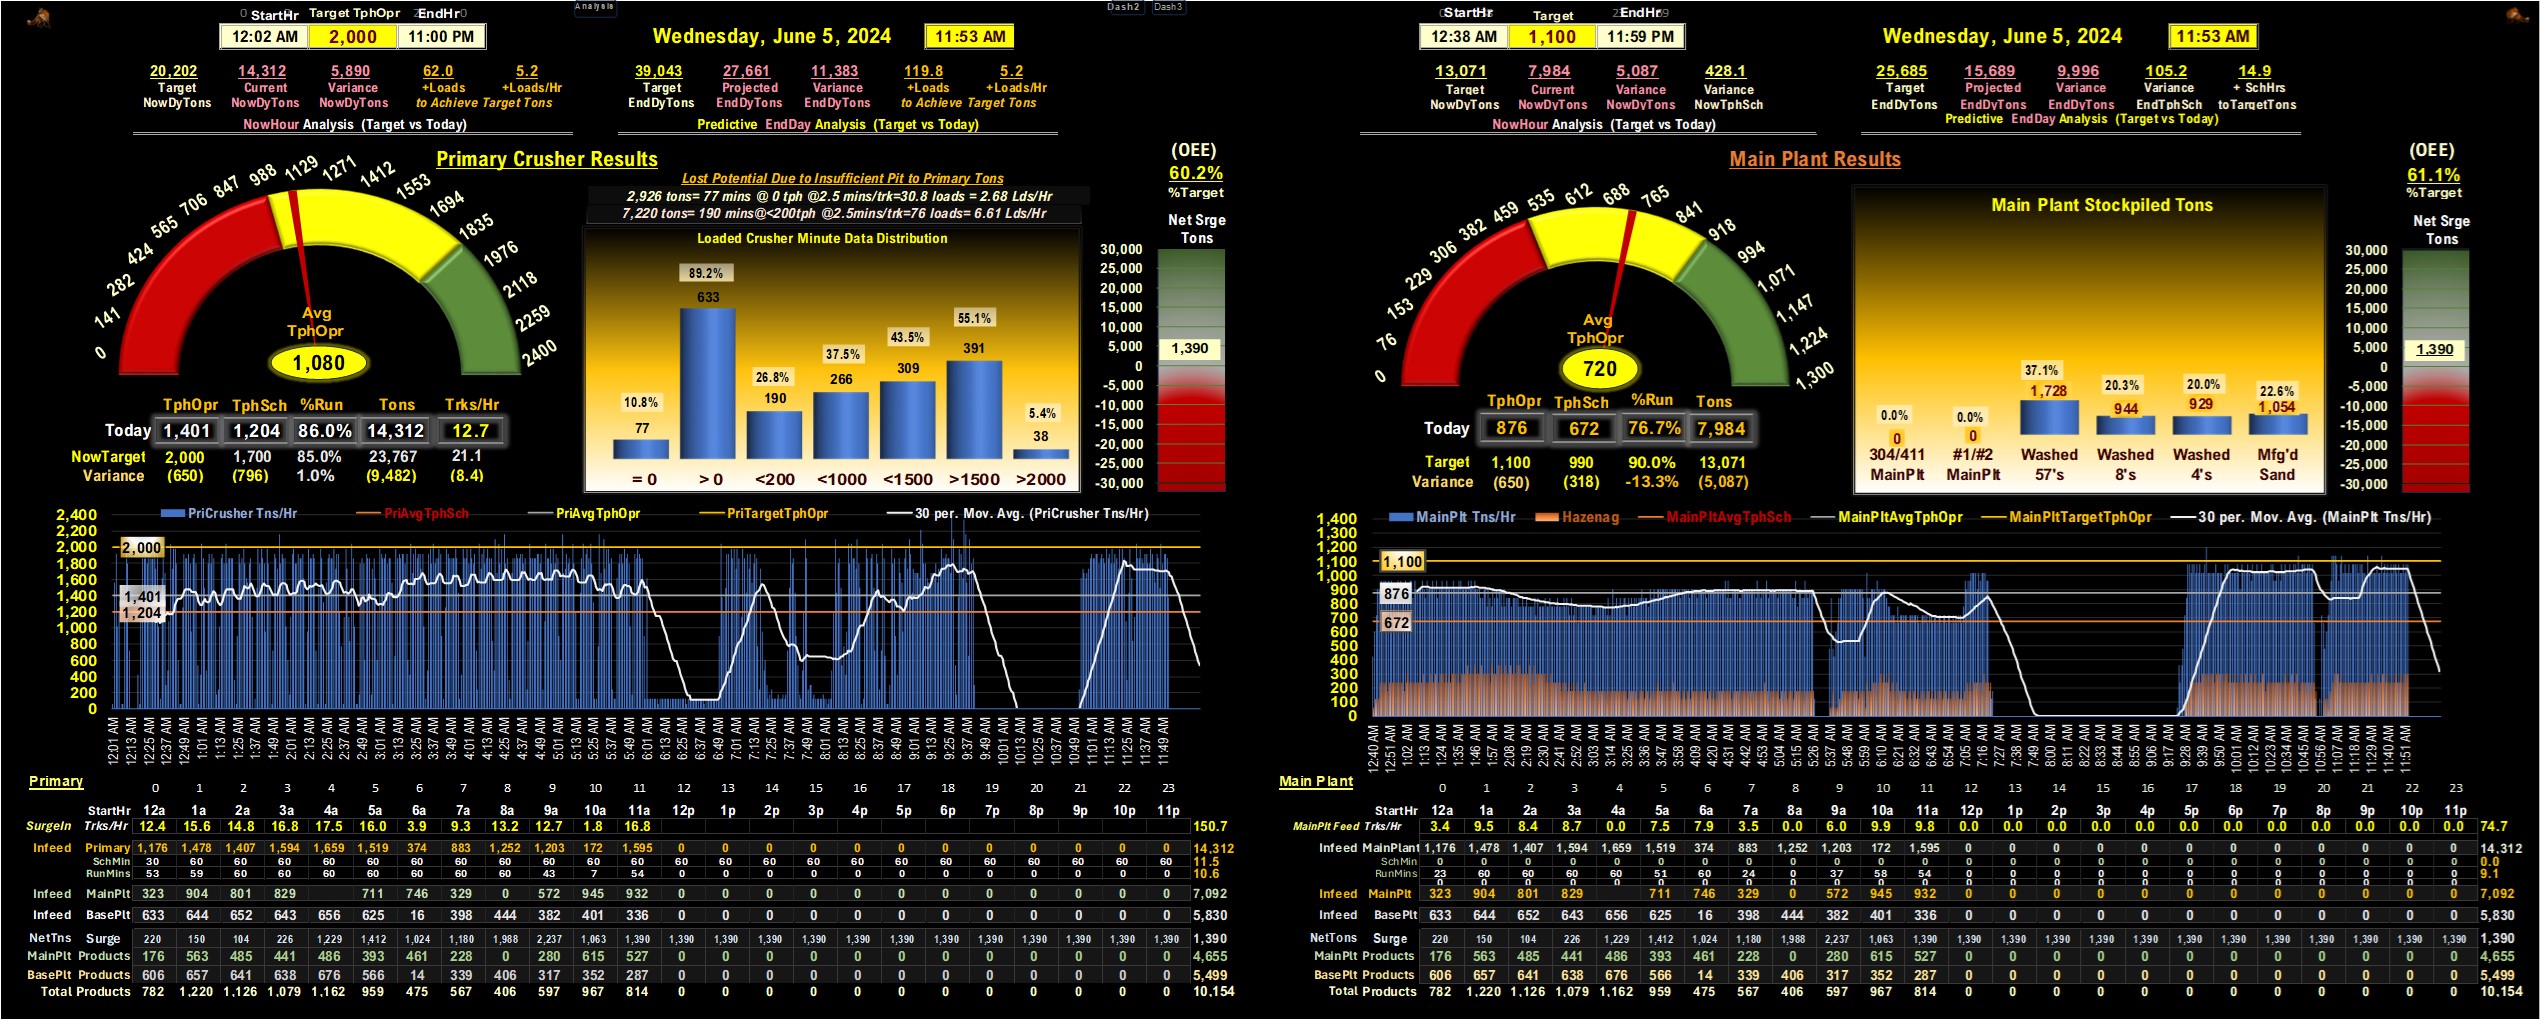 StartHr Target TphOpr EndHr
12:02 AM 2,000 11:00 PM
Analysis
Dash2 Dash3
Wednesday, June 5, 2024 11:53 AM
20,202 14,312 5,890 62.0 5.2
Target Current Variance +Loads +Loads/Hr
NowDyTons NowDyTons NowDyTons to Achieve Target Tons
NowHour Analysis (Target vs Today)
39,043 27,661 11,383 119.8 5.2
Target Projected Variance +Loads +Loads/Hr
EndDyTons EndDyTons EndDyTons to Achieve Target Tons
Predictive EndDay Analysis (Target vs Today)
Primary Crusher Results
Lost Potential Due to Insufficient Pit to Primary Tons
2,926 tons= 77 mins @ 0 tph @2.5 mins/trk=30.8 loads = 2.68 Lds/Hr
7,220 tons= 190 mins@<200tph @2.5mins/trk=76 loads= 6.61 Lds/Hr
(OEE)
60.2%
%Target
Net Srge
Tons
30,000
25,000
20,000
15,000
10,000
5,000
1,390
0
-5,000
-10,000
-15,000
-20,000
-25,000
-30,000
0 141 282 424 565 706 847 988 1129 1271 1412 1553 1694 1835 1976 2118 2259 2400
Avg
TphOpr
1,080
Loaded Crusher Minute Data Distribution
10.8% 89.2% 26.8% 37.5% 43.5% 55.1% 5.4%
77 633 190 266 309 391 38
= 0 > 0 <200 <1000 <1500 >1500 >2000
TphOpr TphSch %Run Tons Trks/Hr
Today 1,401 1,204 86.0% 14,312 12.7
NowTarget 2,000 1,700 85.0% 23,767 21.1
Variance (650) (796) 1.0% (9,482) (8.4)
PriCrusher Tns/Hr PriAvgTphSch PriAvgTphOpr PriTargetTphOpr 30 per. Mov. Avg. (PriCrusher Tns/Hr)
2,400
2,200
2,000
1,800
1,600
1,400
1,200
1,000
800
600
400
200
0
2,000
1,401
1,204
12:01 AM 12:13 AM 12:25 AM 12:37 AM 12:49 AM 1:01 AM 1:13 AM 1:25 AM 1:37 AM 1:49 AM 2:01 AM 2:13 AM 2:25 AM 2:37 AM 2:49 AM 3:01 AM 3:13 AM 3:25 AM 3:37 AM 3:49 AM 4:01 AM 4:13 AM 4:25 AM 4:37 AM 4:49 AM 5:01 AM 5:13 AM 5:25 AM 5:37 AM 5:49 AM 6:01 AM 6:13 AM 6:25 AM 6:37 AM 6:49 AM 7:01 AM 7:13 AM 7:25 AM 7:37 AM 7:49 AM 8:01 AM 8:13 AM 8:25 AM 8:37 AM 8:49 AM 9:01 AM 9:13 AM 9:25 AM 9:37 AM 9:49 AM 10:01 AM 10:13 AM 10:25 AM 10:37 AM 10:49 AM 11:01 AM 11:13 AM 11:25 AM 11:37 AM 11:49 AM
Primary
0 1 2 3 4 5 6 7 8 9 10 11 12 13 14 15 16 17 18 19 20 21 22 23
StartHr 12a 1a 2a 3a 4a 5a 6a 7a 8a 9a 10a 11a 12p 1p 2p 3p 4p 5p 6p 7p 8p 9p 10p 11p
SurgeIn Trks/Hr 12.4 15.6 14.8 16.8 17.5 16.0 3.9 9.3 13.2 12.7 1.8 16.8 150.7
Infeed Primary 1,176 1,478 1,407 1,594 1,659 1,519 374 883 1,252 1,203 172 1,595 0 0 0 0 0 0 0 0 0 0 0 0 14,312
SchMin 30 60 60 60 60 60 60 60 60 60 60 60 60 60 60 60 60 60 60 60 60 60 60 60 11.5
RunMins 53 59 60 60 60 60 60 60 60 43 7 54 10.6
Infeed MainPlt 323 904 801 829 711 746 329 0 572 945 932 0 0 0 0 0 0 0 0 0 0 0 0 7,092
Infeed BasePlt 633 644 652 643 656 625 16 398 444 382 401 336 0 0 0 0 0 0 0 0 0 0 0 0 5,830
NetTns Surge 220 150 104 226 1,229 1,412 1,024 1,180 1,988 2,237 1,063 1,390 1,390 1,390 1,390 1,390 1,390 1,390 1,390 1,390 1,390 1,390 1,390 1,390 1,390
MainPlt Products 176 563 485 441 486 393 461 228 0 280 615 527 0 0 0 0 0 0 0 0 0 0 0 0 4,655
BasePlt Products 606 657 641 638 676 566 14 339 406 317 352 287 0 0 0 0 0 0 0 0 0 0 0 0 5,499
Total Products 782 1,220 1,126 1,079 1,162 959 475 567 406 597 967 814 0 0 0 0 0 0 0 0 0 0 0 0 10,154
StartHr Target EndHr
12:38 AM 1,100 11:59 PM
Wednesday, June 5, 2024 11:53 AM
13,071 7,984 5,087 428.1
Target Current Variance Variance
NowDyTons NowDyTons NowDyTons NowTphSch
NowHour Analysis (Target vs Today)
25,685 15,689 9,996 105.2 14.9
Target Projected Variance Variance + SchHrs
EndDyTons EndDyTons EndDyTons EndTphSch toTargetTons
Predictive EndDay Analysis (Target vs Today)
Main Plant Results
(OEE)
61.1%
%Target
Net Srge
Tons
30,000
25,000
20,000
15,000
10,000
5,000
1,390
0
-5,000
-10,000
-15,000
-20,000
-25,000
-30,000
0 76 153 229 306 382 459 535 612 688 765 841 918 994 1,071 1,147 1,224 1,300
Avg
TphOpr
720
Main Plant Stockpiled Tons
0.0% 0.0% 37.1% 20.3% 20.0% 22.6%
0 0 1,728 944 929 1,054
304/411 #1/#2 Washed Washed Washed Mfg'd
MainPlt MainPlt 57's 8's 4's Sand
TphOpr TphSch %Run Tons
Today 876 672 76.7% 7,984
Target 1,100 990 90.0% 13,071
Variance (650) (318) -13.3% (5,087)
MainPlt Tns/Hr Hazenag MainPltAvgTphSch MainPltAvgTphOpr MainPltTargetTphOpr 30 per. Mov. Avg. (MainPlt Tns/Hr)
1,400
1,300
1,200
1,100
1,000
900
800
700
600
500
400
300
200
100
0
1,100
876
672
12:40 AM 12:51 AM 1:02 AM 1:13 AM 1:24 AM 1:35 AM 1:46 AM 1:57 AM 2:08 AM 2:19 AM 2:30 AM 2:41 AM 2:52 AM 3:03 AM 3:14 AM 3:25 AM 3:36 AM 3:47 AM 3:58 AM 4:09 AM 4:20 AM 4:31 AM 4:42 AM 4:53 AM 5:04 AM 5:15 AM 5:26 AM 5:37 AM 5:48 AM 5:59 AM 6:10 AM 6:21 AM 6:32 AM 6:43 AM 6:54 AM 7:05 AM 7:16 AM 7:27 AM 7:38 AM 7:49 AM 8:00 AM 8:11 AM 8:22 AM 8:33 AM 8:44 AM 8:55 AM 9:06 AM 9:17 AM 9:28 AM 9:39 AM 9:50 AM 10:01 AM 10:12 AM 10:23 AM 10:34 AM 10:45 AM 10:56 AM 11:07 AM 11:18 AM 11:29 AM 11:40 AM 11:51 AM
Main Plant
0 1 2 3 4 5 6 7 8 9 10 11 12 13 14 15 16 17 18 19 20 21 22 23
StartHr 12a 1a 2a 3a 4a 5a 6a 7a 8a 9a 10a 11a 12p 1p 2p 3p 4p 5p 6p 7p 8p 9p 10p 11p
MainPlt Feed Trks/Hr 3.4 9.5 8.4 8.7 0.0 7.5 7.9 3.5 0.0 6.0 9.9 9.8 0.0 0.0 0.0 0.0 0.0 0.0 0.0 0.0 0.0 0.0 0.0 0.0 74.7
Infeed MainPlant 1,176 1,478 1,407 1,594 1,659 1,519 374 883 1,252 1,203 172 1,595 0 0 0 0 0 0 0 0 0 0 0 0 14,312
SchMin 0 0 0 0 0 0 0 0 0 0 0 0 0 0 0 0 0 0 0 0 0 0 0 0 0.0
RunMins 23 60 60 60 60 51 60 24 0 37 58 54 0 0 0 0 0 0 0 0 0 0 0 0 9.1
Infeed MainPlt 323 904 801 829 711 746 329 0 572 945 932 0 0 0 0 0 0 0 0 0 0 0 0 7,092
Infeed BasePlt 633 644 652 643 656 625 16 398 444 382 401 336 0 0 0 0 0 0 0 0 0 0 0 0 5,830
NetTons Surge 220 150 104 226 1,229 1,412 1,024 1,180 1,988 2,237 1,063 1,390 1,390 1,390 1,390 1,390 1,390 1,390 1,390 1,390 1,390 1,390 1,390 1,390 1,390
MainPlt Products 176 563 485 441 486 393 461 228 0 280 615 527 0 0 0 0 0 0 0 0 0 0 0 0 4,655
BasePlt Products 606 657 641 638 676 566 14 339 406 317 352 287 0 0 0 0 0 0 0 0 0 0 0 0 5,499
Total Products 782 1,220 1,126 1,079 1,162 959 475 567 406 597 967 814 0 0 0 0 0 0 0 0 0 0 0 0 10,154